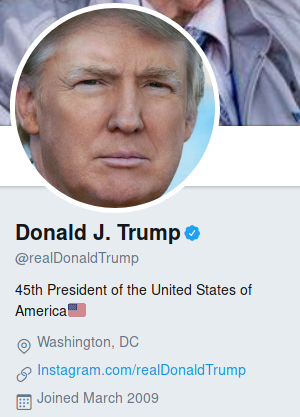 Donald J. Trump
@realDonaldTrump
45th President of the United States of
America🇺🇸
Washington, DC
Instagram.com/realDonaldTrump
Joined March 2009